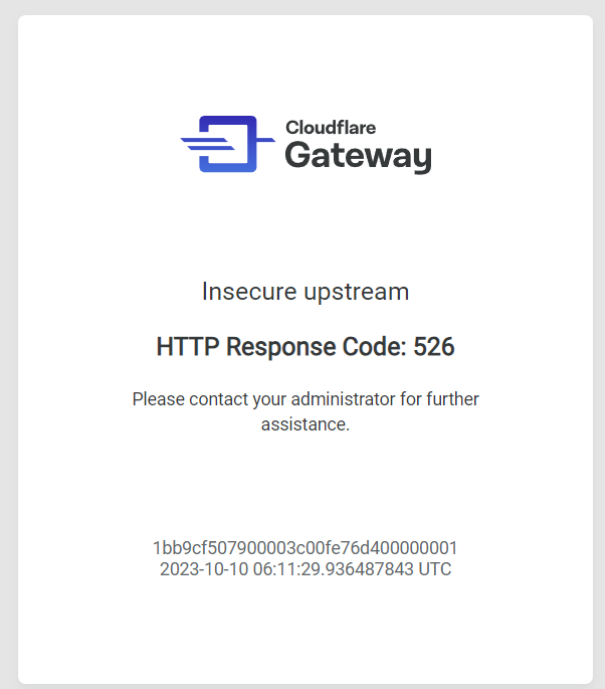 Cloudflare
Gateway
Insecure upstream
HTTP Response Code: 526
Please contact your administrator for further
assistance.
1bb9cf507900003c00fe76d400000001
2023-10-10 06:11:29.936487843 UTC